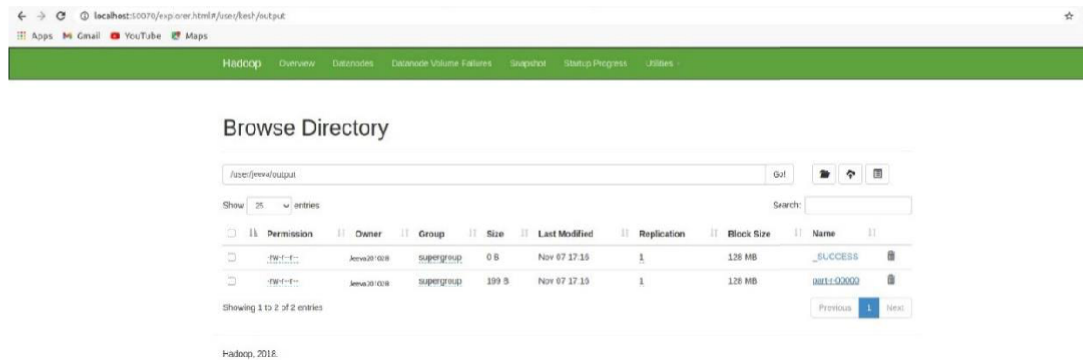 localhost:50070/explorer.html#/user/kesh/output
Apps Gmail YouTube Maps
Hadoop Overview Datanodes Datanode Volume Failures Snapshot Startup Progress Utilities
Browse Directory
/user/jeeva/output Go!
Show 25 entries Search:
Permission Owner Group Size Last Modified Replication Block Size Name
-rw-r--r-- supergroup 0 B Nov 07 17:16 1 128 MB _SUCCESS
-rw-r--r-- supergroup 199 B Nov 07 17:16 1 128 MB part-r-00000
Showing 1 to 2 of 2 entries Previous 1 Next
Hadoop, 2018.